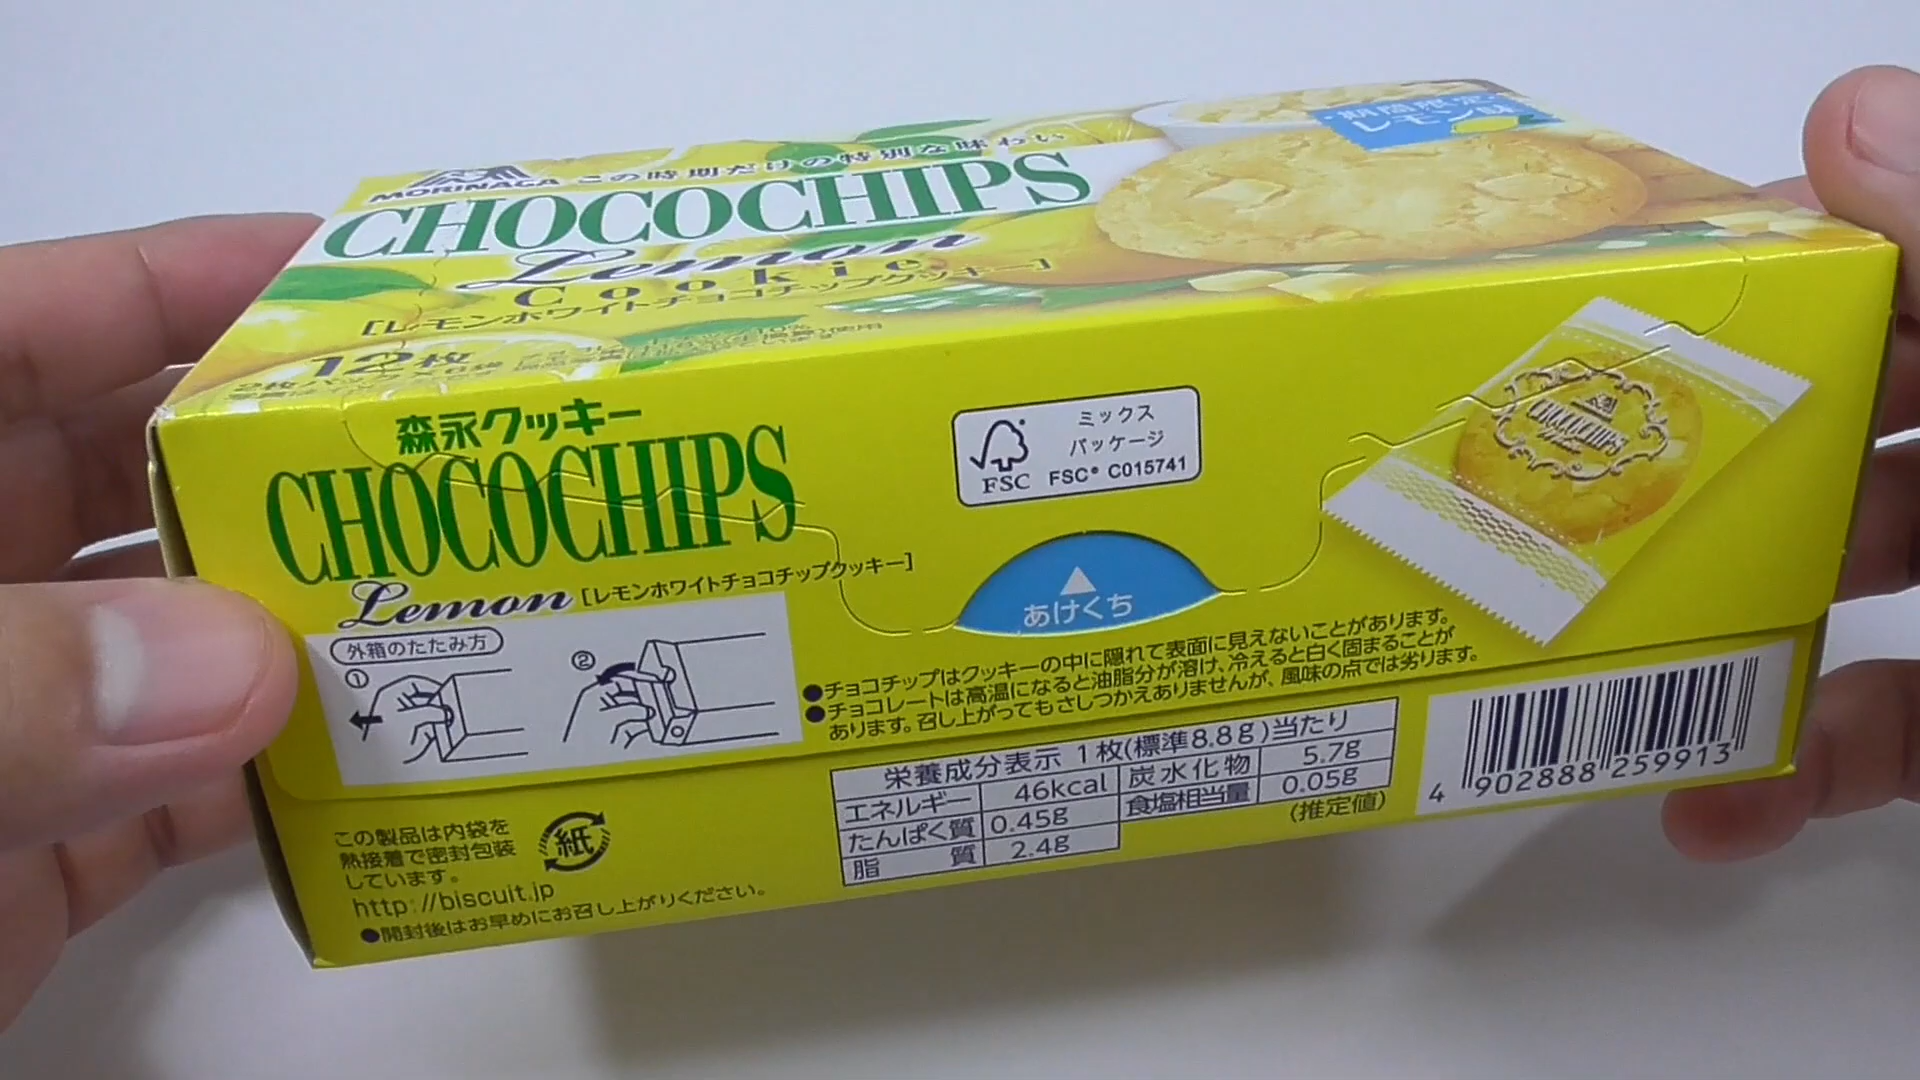 MORINAGA この時期だけの特別な味わい
期間限定
レモン味
CHOCOCHIPS
Lemon
Cookie
[レモンホワイトチョコチップクッキー]
12枚
2枚パック×6袋
森永クッキー
CHOCOCHIPS
Lemon [レモンホワイトチョコチップクッキー]
FSC
ミックス
パッケージ
FSC® C015741
CHOCOCHIPS
あけくち
外箱のたたみ方
① ②
●チョコチップはクッキーの中に隠れて表面に見えないことがあります。
●チョコレートは高温になると油脂分が溶け、冷えると白く固まることが
あります。召し上がってもさしつかえありませんが、風味の点では劣ります。
栄養成分表示 1枚(標準8.8g)当たり
エネルギー 46kcal 炭水化物 5.7g
たんぱく質 0.45g 食塩相当量 0.05g
脂質 2.4g
(推定値)
4 902888 259913
この製品は内袋を
熱接着で密封包装
しています。
紙
http://biscuit.jp
●開封後はお早めにお召し上がりください。